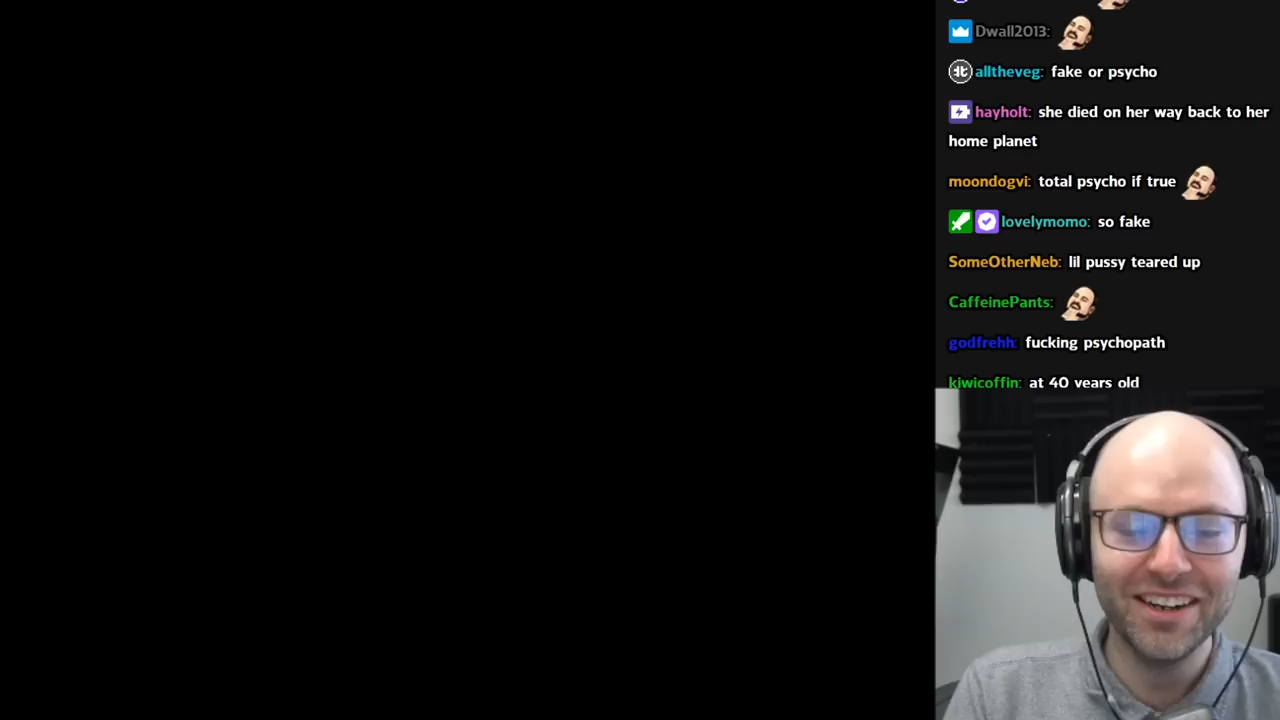 Dwall2013:
alltheveg: fake or psycho
hayholt: she died on her way back to her
home planet
moondogvi: total psycho if true
lovelymomo: so fake
SomeOtherNeb: lil pussy teared up
CaffeinePants:
godfrehh: fucking psychopath
kiwicoffin: at 40 years old